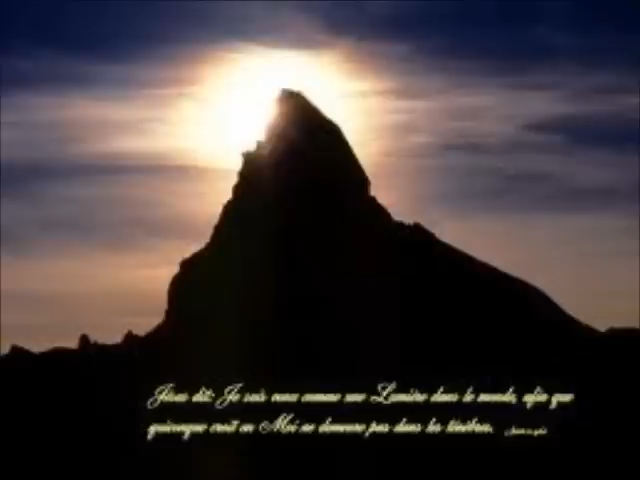 Jésus dit: Je suis venu comme une Lumière dans le monde, afin que
quiconque croit en Moi ne demeure pas dans les ténèbres.